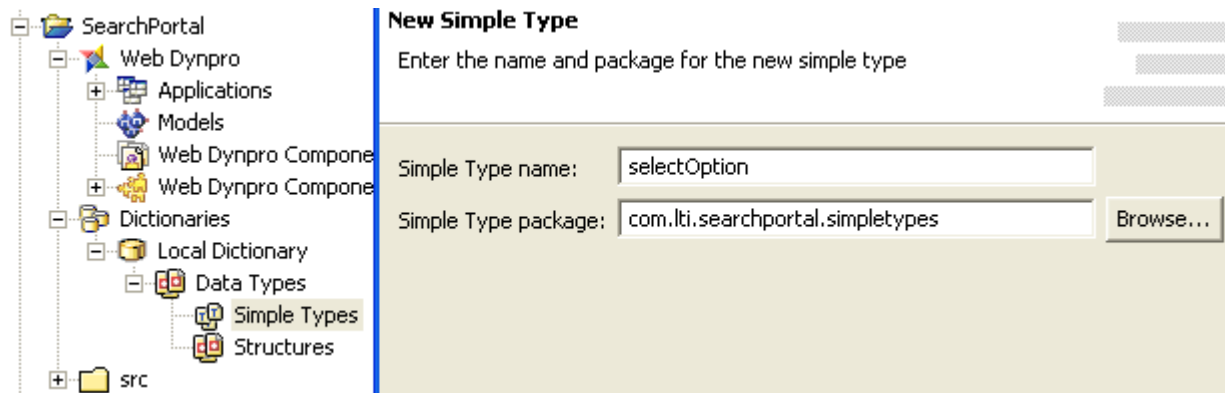 SearchPortal
Web Dynpro
Applications
Models
Web Dynpro Compone
Web Dynpro Compone
Dictionaries
Local Dictionary
Data Types
Simple Types
Structures
src
New Simple Type
Enter the name and package for the new simple type
Simple Type name: selectOption
Simple Type package: com.lti.searchportal.simpletypes Browse...